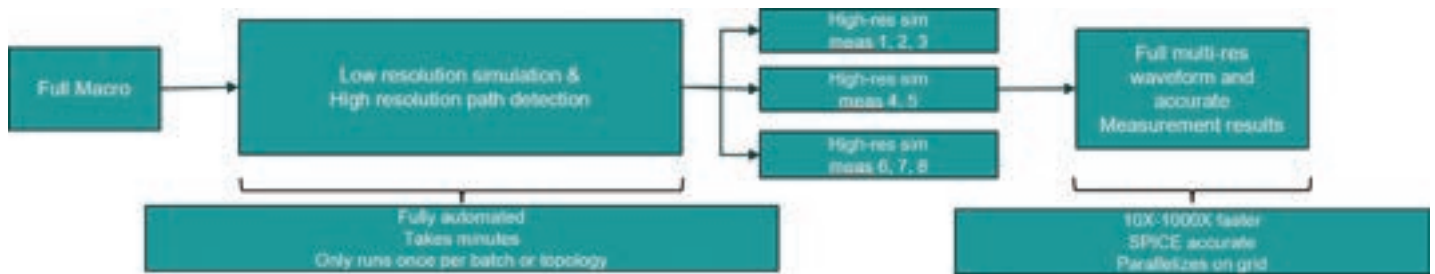 Full Macro
Low resolution simulation &
High resolution path detection
High-res sim
meas 1, 2, 3
High-res sim
meas 4, 5
High-res sim
meas 6, 7, 8
Full multi-res
waveform and
accurate
Measurement results
Fully automated
Takes minutes
Only runs once per batch or topology
10X-1000X faster
SPICE accurate
Parallelizes on grid